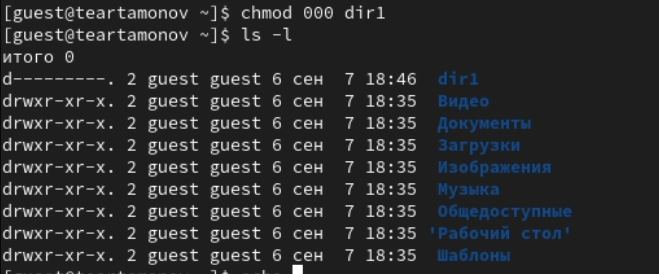 [guest@teartamonov ~]$ chmod 000 dir1
[guest@teartamonov ~]$ ls -l
итого 0
d---------. 2 guest guest 6 сен  7 18:46  dir1
drwxr-xr-x. 2 guest guest 6 сен  7 18:35  Видео
drwxr-xr-x. 2 guest guest 6 сен  7 18:35  Документы
drwxr-xr-x. 2 guest guest 6 сен  7 18:35  Загрузки
drwxr-xr-x. 2 guest guest 6 сен  7 18:35  Изображения
drwxr-xr-x. 2 guest guest 6 сен  7 18:35  Музыка
drwxr-xr-x. 2 guest guest 6 сен  7 18:35  Общедоступные
drwxr-xr-x. 2 guest guest 6 сен  7 18:35 'Рабочий стол'
drwxr-xr-x. 2 guest guest 6 сен  7 18:35  Шаблоны
[guest@teartamonov ~]$